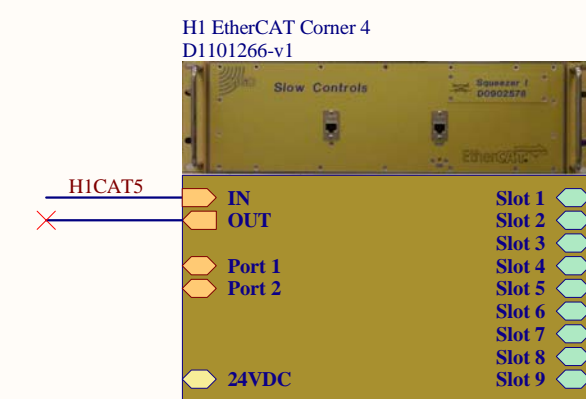 H1 EtherCAT Corner 4
D1101266-v1
Slow Controls
Squeezer I
D0902578
EtherCAT
H1CAT5
IN
OUT
Port 1
Port 2
24VDC
Slot 1
Slot 2
Slot 3
Slot 4
Slot 5
Slot 6
Slot 7
Slot 8
Slot 9